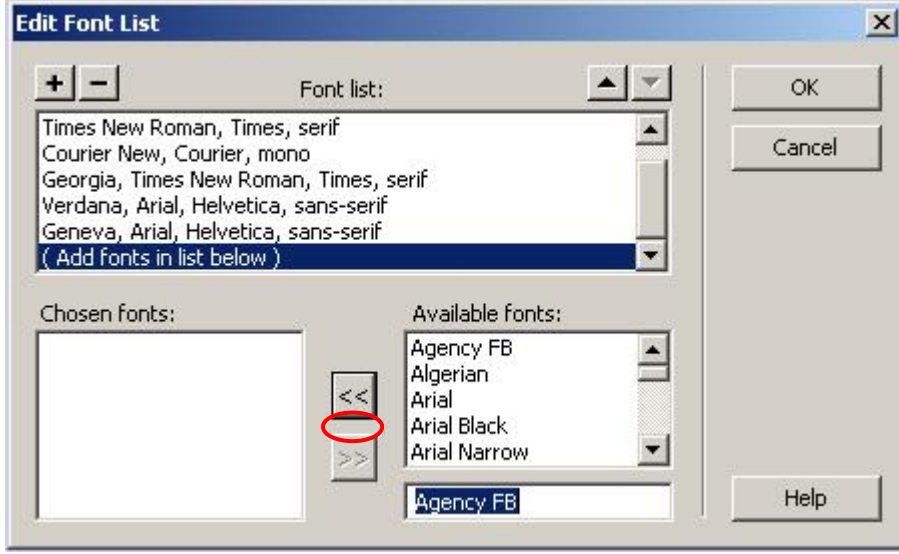 Edit Font List
+ − Font list:
Times New Roman, Times, serif
Courier New, Courier, mono
Georgia, Times New Roman, Times, serif
Verdana, Arial, Helvetica, sans-serif
Geneva, Arial, Helvetica, sans-serif
( Add fonts in list below )
OK
Cancel
Chosen fonts:
<<
>>
Available fonts:
Agency FB
Algerian
Arial
Arial Black
Arial Narrow
Agency FB
Help